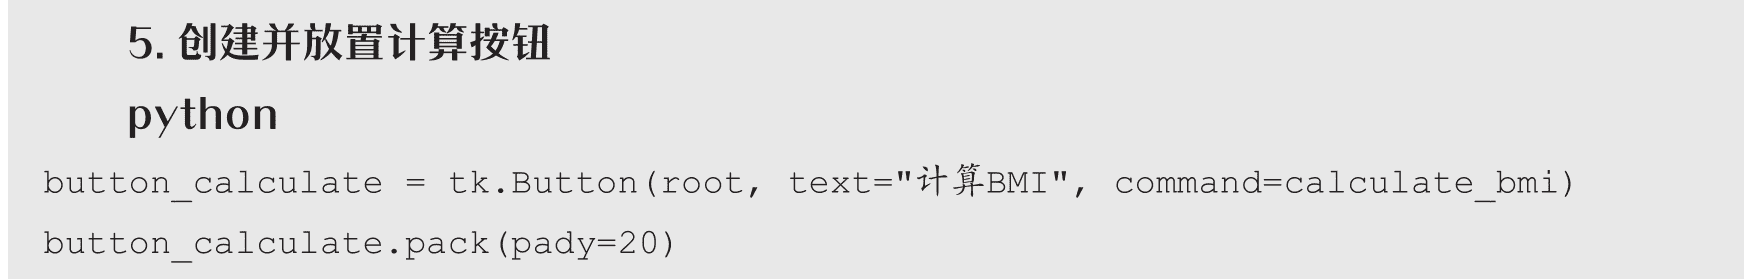 5. 创建并放置计算按钮
python
button_calculate = tk.Button(root, text="计算BMI", command=calculate_bmi)
button_calculate.pack(pady=20)